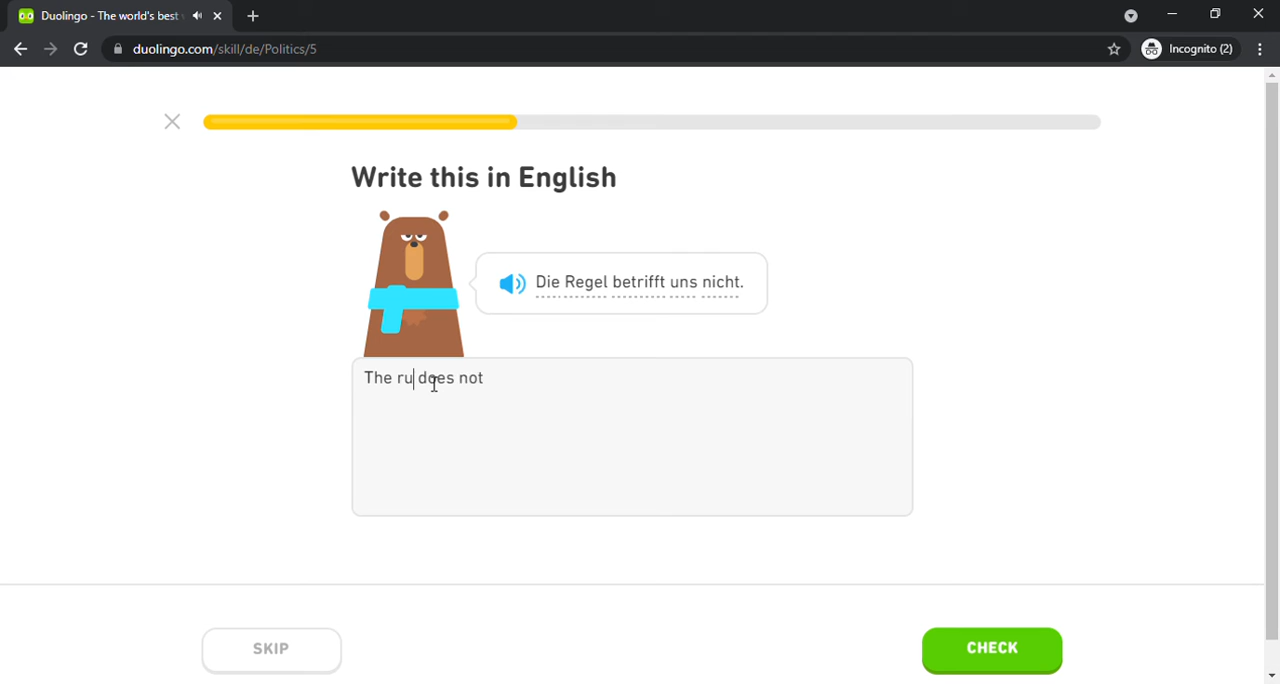 Duolingo - The world's best
duolingo.com/skill/de/Politics/5
Incognito (2)
Write this in English
Die Regel betrifft uns nicht.
The ru does not
SKIP
CHECK